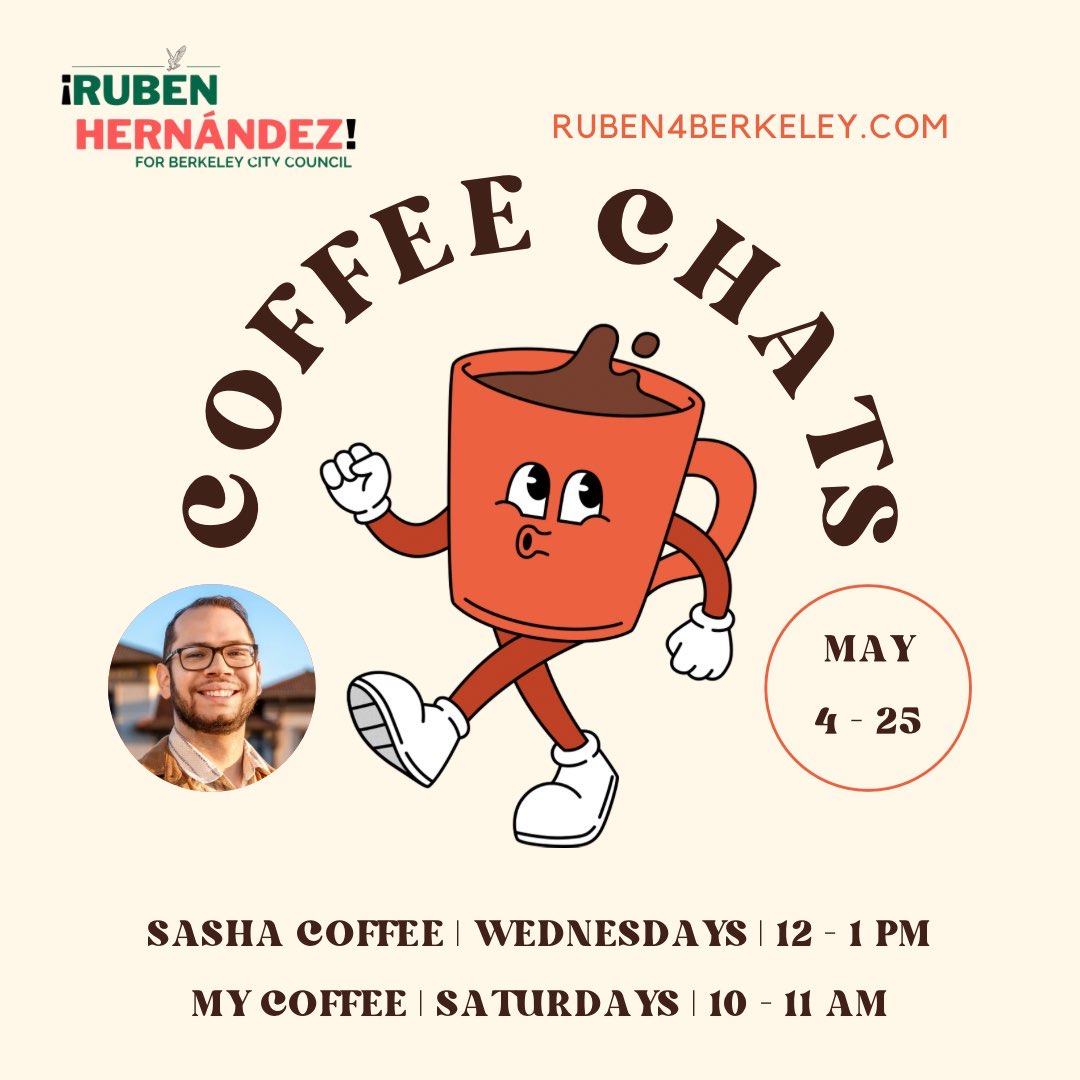 ¡RUBÉN
HERNÁNDEZ!
FOR BERKELEY CITY COUNCIL
RUBEN4BERKELEY.COM
COFFEE CHATS
MAY
4 - 25
SASHA COFFEE | WEDNESDAYS | 12 - 1 PM
MY COFFEE | SATURDAYS | 10 - 11 AM